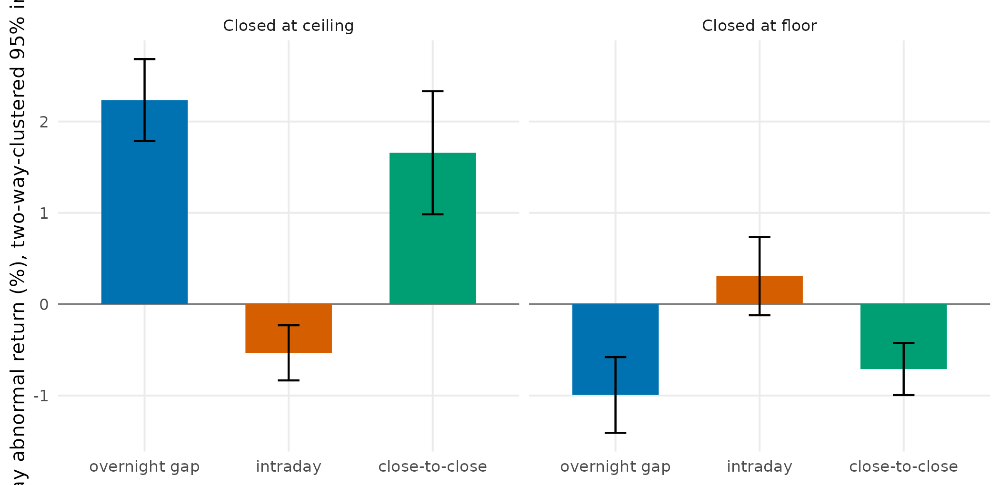 abnormal return (%), two-way-clustered 95%
Closed at ceiling
Closed at floor
2
1
0
-1
overnight gap intraday close-to-close
overnight gap intraday close-to-close